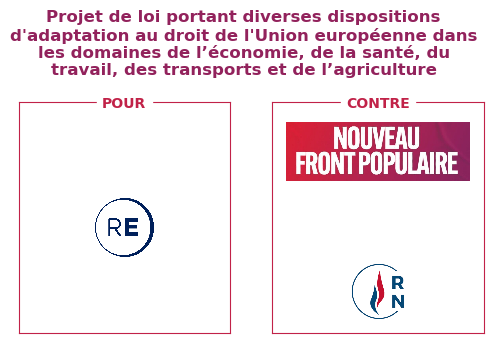 Projet de loi portant diverses dispositions
d'adaptation au droit de l'Union européenne dans
les domaines de l’économie, de la santé, du
travail, des transports et de l’agriculture
POUR
RE
CONTRE
NOUVEAU
FRONT POPULAIRE
R
N